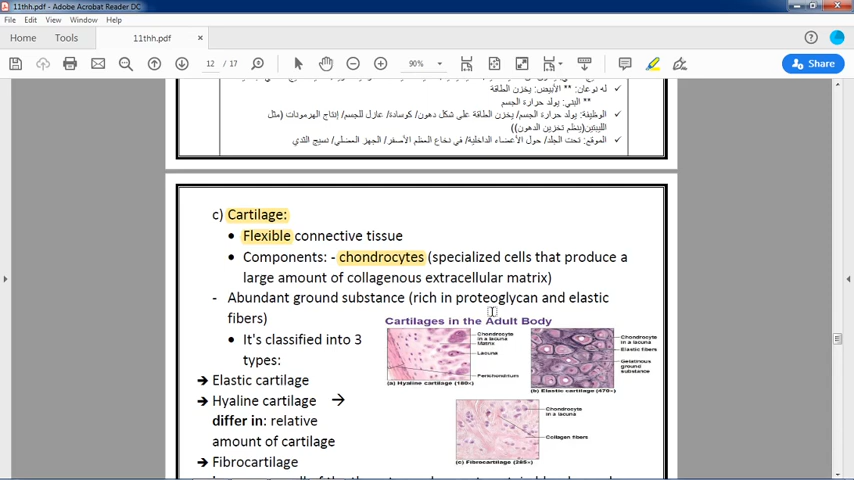 11thh.pdf - Adobe Acrobat Reader DC
File Edit View Window Help
Home Tools 11thh.pdf ×
12 / 17 90% Share
له نوعان: ** الأبيض: يخزن الطاقة
** البني: يولد حرارة الجسم
الوظيفة: يولد حرارة الجسم/ يخزن الطاقة على شكل دهون/ كوسادة/ عازل للجسم/ إنتاج الهرمونات (مثل
الليبتين(ينظم تخزين الدهون))
الموقع: تحت الجلد/ حول الأعضاء الداخلية/ في نخاع العظم الأصفر/ الجهز العضلي/ نسيج الثدي
c) Cartilage:
• Flexible connective tissue
• Components: - chondrocytes (specialized cells that produce a
large amount of collagenous extracellular matrix)
- Abundant ground substance (rich in proteoglycan and elastic
fibers)
• It's classified into 3
types:
➔ Elastic cartilage
➔ Hyaline cartilage →
differ in: relative
amount of cartilage
➔ Fibrocartilage
Cartilages in the Adult Body
Chondrocyte
in a lacuna
Matrix
Lacuna
Perichondrium
(a) Hyaline cartilage (180×)
Chondrocyte
in a lacuna
Elastic fibers
Gelatinous
ground
substance
(b) Elastic cartilage (470×)
Chondrocyte
in a lacuna
Collagen fibers
(c) Fibrocartilage (285×)